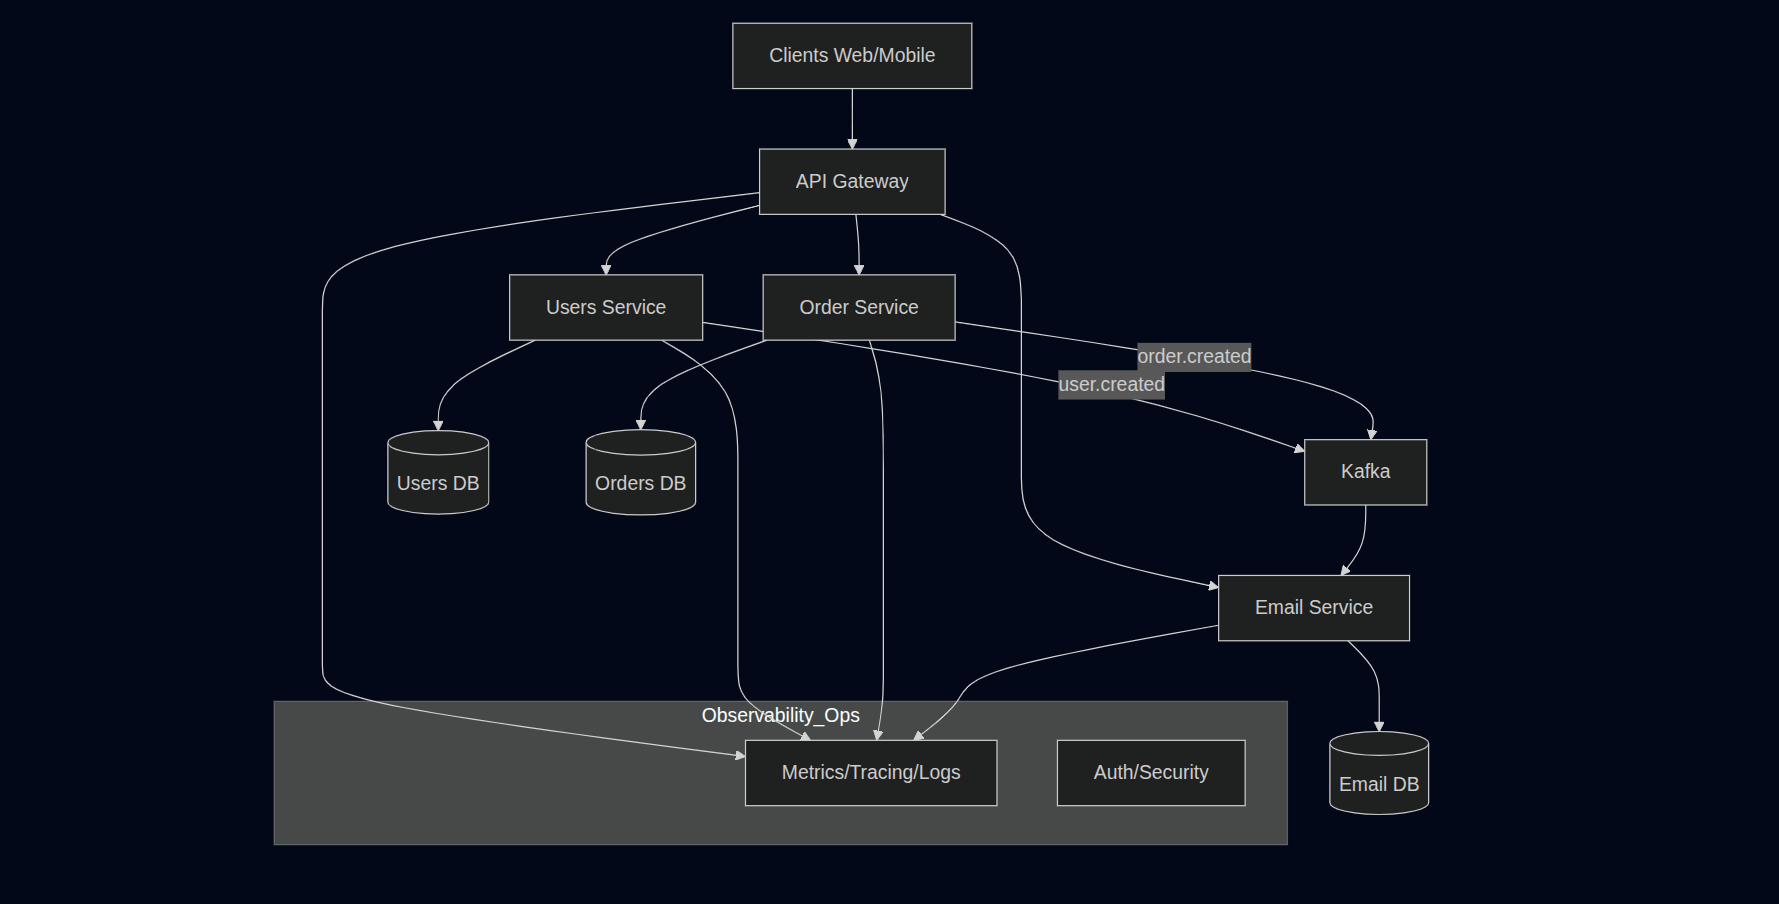 Clients Web/Mobile
API Gateway
Users Service
Order Service
order.created
user.created
Kafka
Users DB
Orders DB
Email Service
Observability_Ops
Metrics/Tracing/Logs
Auth/Security
Email DB